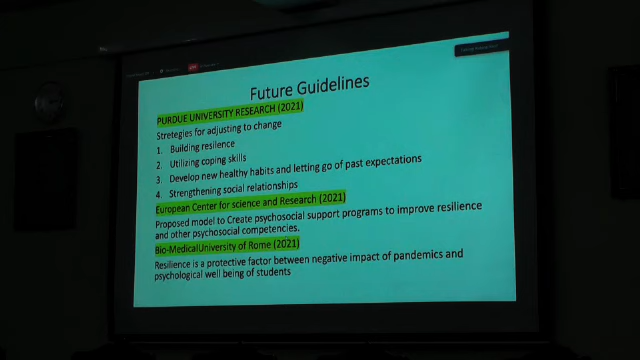 Future Guidelines
PURDUE UNIVERSITY RESEARCH (2021)
Stretegies for adjusting to change
1. Building resilence
2. Utilizing coping skills
3. Develop new healthy habits and letting go of past expectations
4. Strengthening social relationships
European Center for science and Research (2021)
Proposed model to Create psychosocial support programs to improve resilience
and other psychosocial competencies.
Bio-MedicalUniversity of Rome (2021)
Resilience is a protective factor between negative impact of pandemics and
psychological well being of students